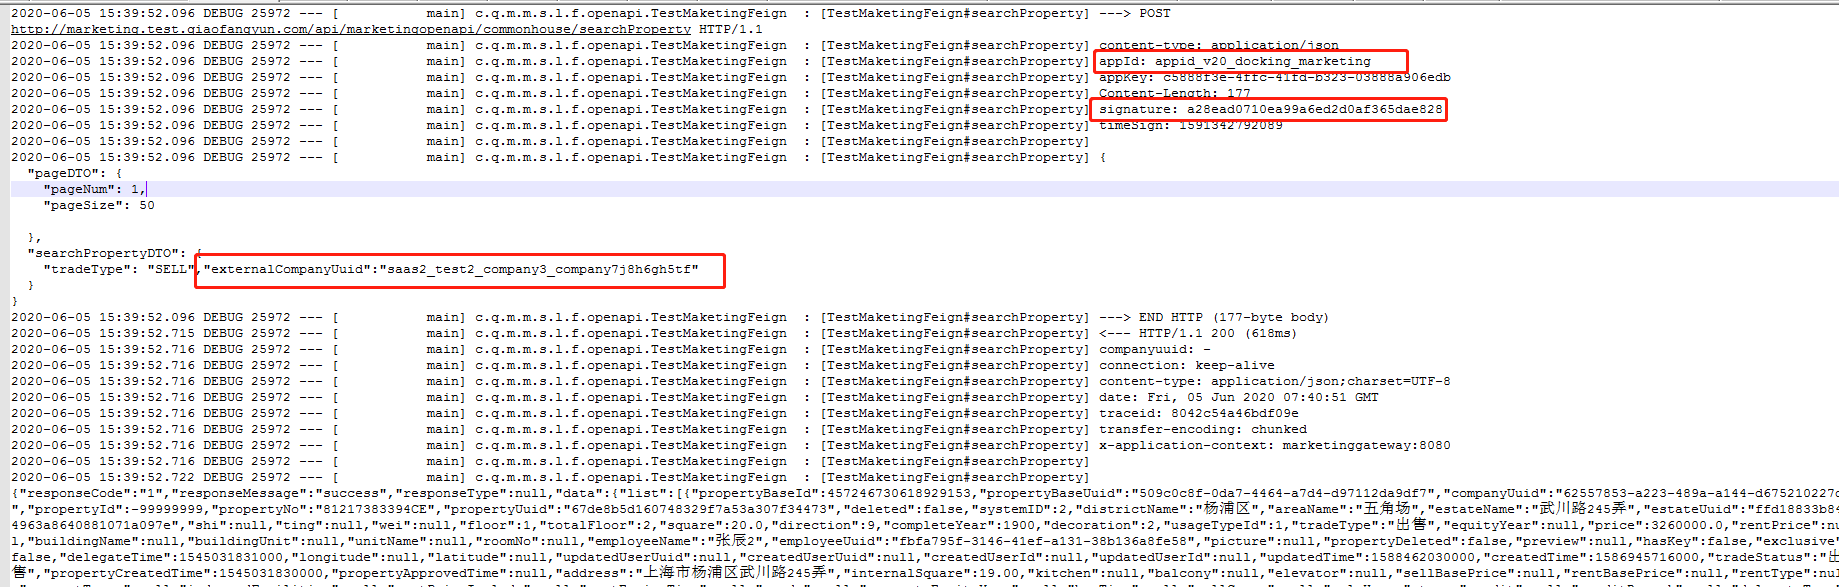 2020-06-05 15:39:52.096 DEBUG 25972 --- [           main] c.q.m.m.s.l.f.openapi.TestMaketingFeign  : [TestMaketingFeign#searchProperty] ---> POST
http://marketing.test.qiaofangyun.com/api/marketingopenapi/commonhouse/searchProperty HTTP/1.1
2020-06-05 15:39:52.096 DEBUG 25972 --- [           main] c.q.m.m.s.l.f.openapi.TestMaketingFeign  : [TestMaketingFeign#searchProperty] content-type: application/json
2020-06-05 15:39:52.096 DEBUG 25972 --- [           main] c.q.m.m.s.l.f.openapi.TestMaketingFeign  : [TestMaketingFeign#searchProperty] appId: appid_v20_docking_marketing
2020-06-05 15:39:52.096 DEBUG 25972 --- [           main] c.q.m.m.s.l.f.openapi.TestMaketingFeign  : [TestMaketingFeign#searchProperty] appKey: c5888f3e-4ffc-41fd-b323-03888a906edb
2020-06-05 15:39:52.096 DEBUG 25972 --- [           main] c.q.m.m.s.l.f.openapi.TestMaketingFeign  : [TestMaketingFeign#searchProperty] Content-Length: 177
2020-06-05 15:39:52.096 DEBUG 25972 --- [           main] c.q.m.m.s.l.f.openapi.TestMaketingFeign  : [TestMaketingFeign#searchProperty] signature: a28ead0710ea99a6ed2d0af365dae828
2020-06-05 15:39:52.096 DEBUG 25972 --- [           main] c.q.m.m.s.l.f.openapi.TestMaketingFeign  : [TestMaketingFeign#searchProperty] timeSign: 1591342792089
2020-06-05 15:39:52.096 DEBUG 25972 --- [           main] c.q.m.m.s.l.f.openapi.TestMaketingFeign  : [TestMaketingFeign#searchProperty]
2020-06-05 15:39:52.096 DEBUG 25972 --- [           main] c.q.m.m.s.l.f.openapi.TestMaketingFeign  : [TestMaketingFeign#searchProperty] {
  "pageDTO": {
    "pageNum": 1,
    "pageSize": 50
  },
  "searchPropertyDTO": {
    "tradeType": "SELL","externalCompanyUuid":"saas2_test2_company3_company7j8h6gh5tf"
  }
}
2020-06-05 15:39:52.096 DEBUG 25972 --- [           main] c.q.m.m.s.l.f.openapi.TestMaketingFeign  : [TestMaketingFeign#searchProperty] ---> END HTTP (177-byte body)
2020-06-05 15:39:52.715 DEBUG 25972 --- [           main] c.q.m.m.s.l.f.openapi.TestMaketingFeign  : [TestMaketingFeign#searchProperty] <--- HTTP/1.1 200 (618ms)
2020-06-05 15:39:52.716 DEBUG 25972 --- [           main] c.q.m.m.s.l.f.openapi.TestMaketingFeign  : [TestMaketingFeign#searchProperty] companyuuid: -
2020-06-05 15:39:52.716 DEBUG 25972 --- [           main] c.q.m.m.s.l.f.openapi.TestMaketingFeign  : [TestMaketingFeign#searchProperty] connection: keep-alive
2020-06-05 15:39:52.716 DEBUG 25972 --- [           main] c.q.m.m.s.l.f.openapi.TestMaketingFeign  : [TestMaketingFeign#searchProperty] content-type: application/json;charset=UTF-8
2020-06-05 15:39:52.716 DEBUG 25972 --- [           main] c.q.m.m.s.l.f.openapi.TestMaketingFeign  : [TestMaketingFeign#searchProperty] date: Fri, 05 Jun 2020 07:40:51 GMT
2020-06-05 15:39:52.716 DEBUG 25972 --- [           main] c.q.m.m.s.l.f.openapi.TestMaketingFeign  : [TestMaketingFeign#searchProperty] traceid: 8042c54a46bdf09e
2020-06-05 15:39:52.716 DEBUG 25972 --- [           main] c.q.m.m.s.l.f.openapi.TestMaketingFeign  : [TestMaketingFeign#searchProperty] transfer-encoding: chunked
2020-06-05 15:39:52.716 DEBUG 25972 --- [           main] c.q.m.m.s.l.f.openapi.TestMaketingFeign  : [TestMaketingFeign#searchProperty] x-application-context: marketinggateway:8080
2020-06-05 15:39:52.716 DEBUG 25972 --- [           main] c.q.m.m.s.l.f.openapi.TestMaketingFeign  : [TestMaketingFeign#searchProperty]
2020-06-05 15:39:52.722 DEBUG 25972 --- [           main] c.q.m.m.s.l.f.openapi.TestMaketingFeign  : [TestMaketingFeign#searchProperty]
{"responseCode":"1","responseMessage":"success","responseType":null,"data":{"list":[{"propertyBaseId":457246730618929153,"propertyBaseUuid":"509c0c8f-0da7-4464-a7d4-d97112da9df7","companyUuid":"62557853-a223-489a-a144-d675210227d
","propertyId":-99999999,"propertyNo":"81217383394CE","propertyUuid":"67de8b5d160748329f7a53a307f34473","deleted":false,"systemID":2,"districtName":"杨浦区","areaName":"五角场","estateName":"武川路245弄","estateUuid":"ffd18833b84
4963a8640881071a097e","shi":null,"ting":null,"wei":null,"floor":1,"totalFloor":2,"square":20.0,"direction":9,"completeYear":1900,"decoration":2,"usageTypeId":1,"tradeType":"出售","equityYear":null,"price":3260000.0,"rentPrice":nu
l,"buildingName":null,"buildingUnit":null,"unitName":null,"roomNo":null,"employeeName":"张辰2","employeeUuid":"fbfa795f-3146-41ef-a131-38b136a8fe58","picture":null,"propertyDeleted":false,"preview":null,"hasKey":false,"exclusive"
false,"delegateTime":1545031831000,"longitude":null,"latitude":null,"updatedUserUuid":null,"createdUserUuid":null,"createdUserId":null,"updatedUserId":null,"updatedTime":1588462030000,"createdTime":1586945716000,"tradeStatus":"出
售","propertyCreatedTime":1545031830000,"propertyApprovedTime":null,"address":"上海市杨浦区武川路245弄","internalSquare":19.00,"kitchen":null,"balcony":null,"elevator":null,"sellBasePrice":null,"rentBasePrice":null,"rentType":nu